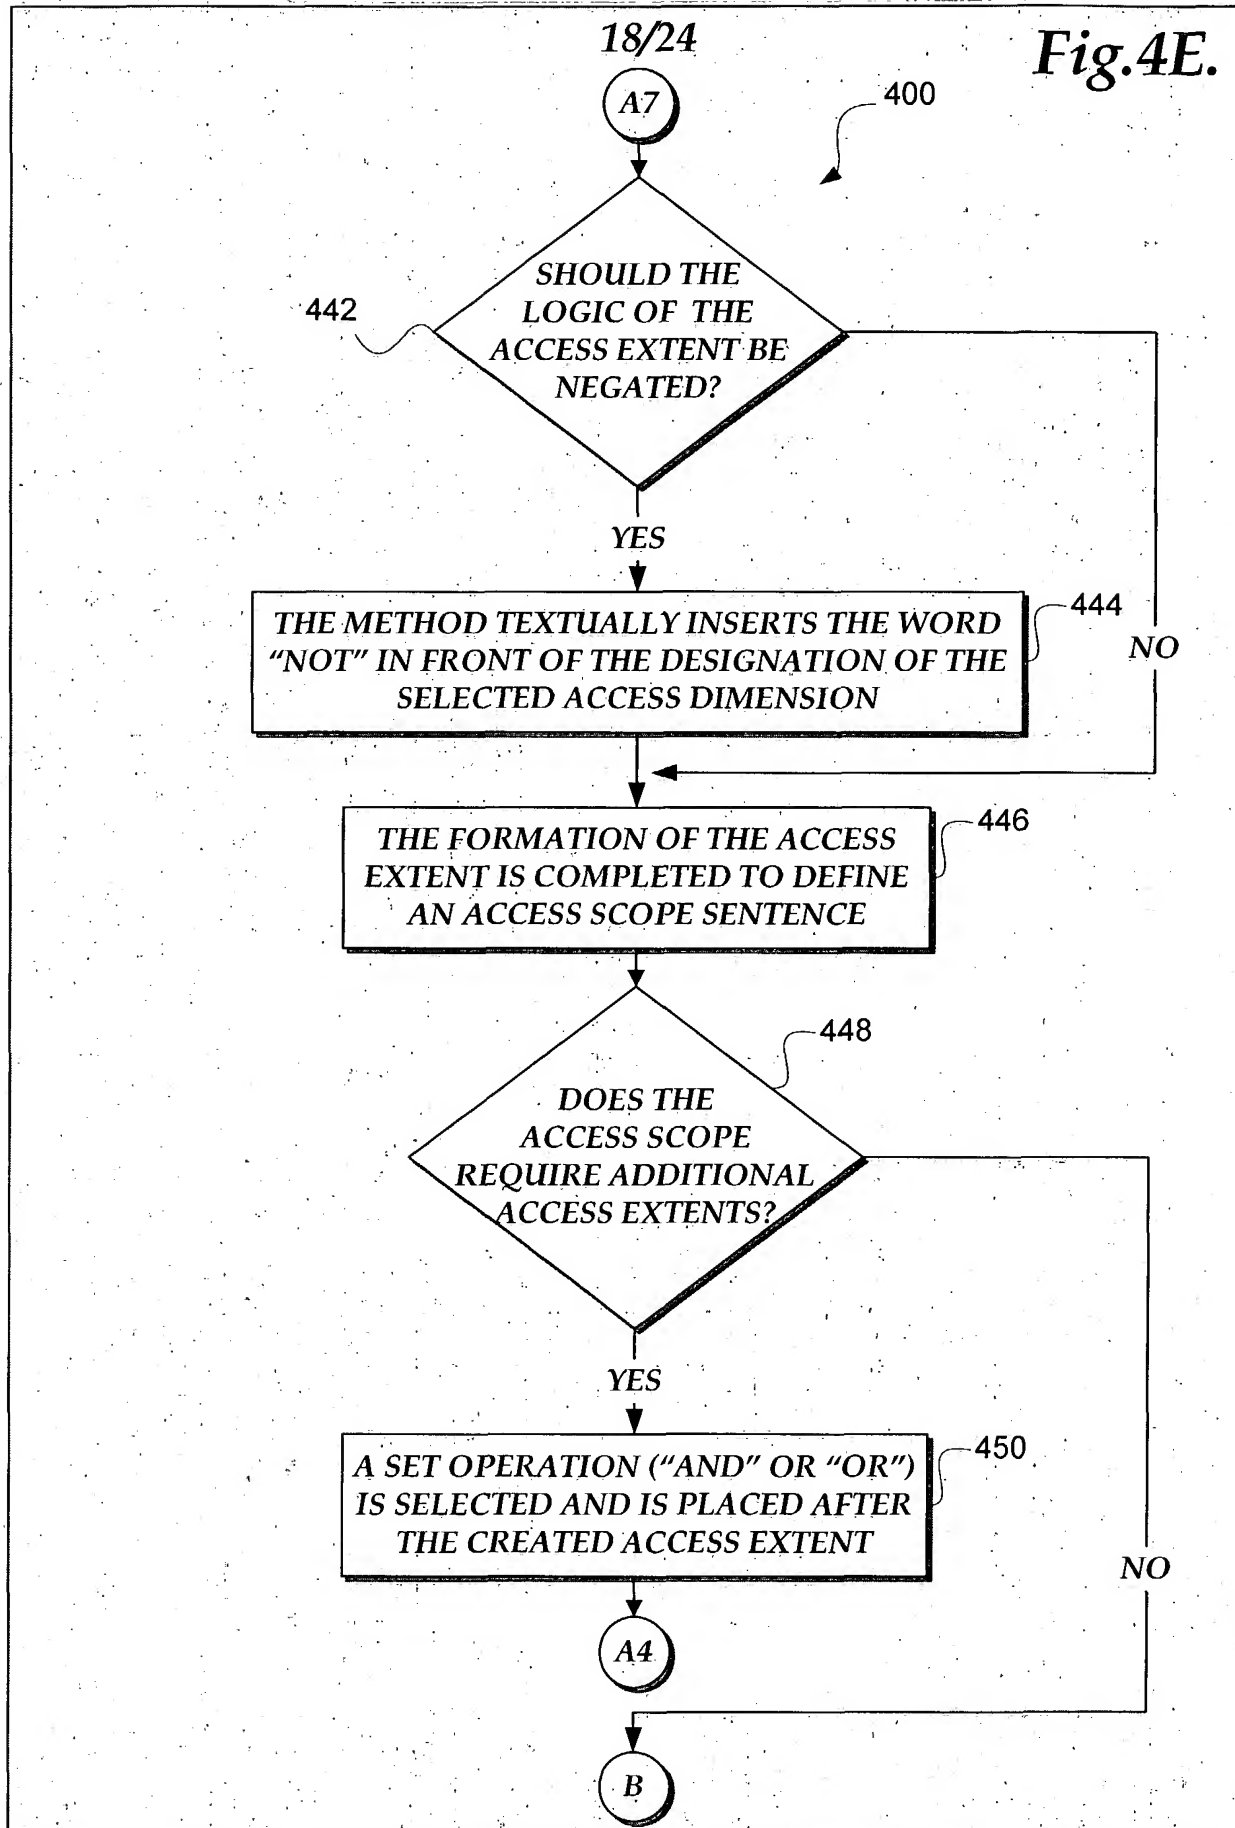 18/24
Fig.4E.
A7
400
SHOULD THE
LOGIC OF THE
ACCESS EXTENT BE
NEGATED?
442
YES
NO
THE METHOD TEXTUALLY INSERTS THE WORD
“NOT” IN FRONT OF THE DESIGNATION OF THE
SELECTED ACCESS DIMENSION
444
THE FORMATION OF THE ACCESS
EXTENT IS COMPLETED TO DEFINE
AN ACCESS SCOPE SENTENCE
446
DOES THE
ACCESS SCOPE
REQUIRE ADDITIONAL
ACCESS EXTENTS?
448
YES
NO
A SET OPERATION (“AND” OR “OR”)
IS SELECTED AND IS PLACED AFTER
THE CREATED ACCESS EXTENT
450
A4
B